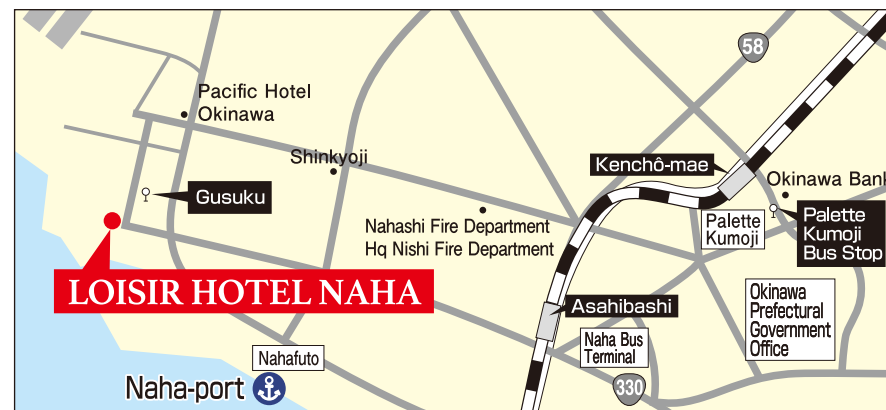 58
Pacific Hotel
Okinawa
Shinkyoji
Kenchô-mae
Okinawa Bank
Gusuku
Nahashi Fire Department
Hq Nishi Fire Department
Palette
Kumoji
Palette
Kumoji
Bus Stop
LOISIR HOTEL NAHA
Asahibashi
Okinawa
Prefectural
Government
Office
Naha Bus
Terminal
Nahafuto
Naha-port
330